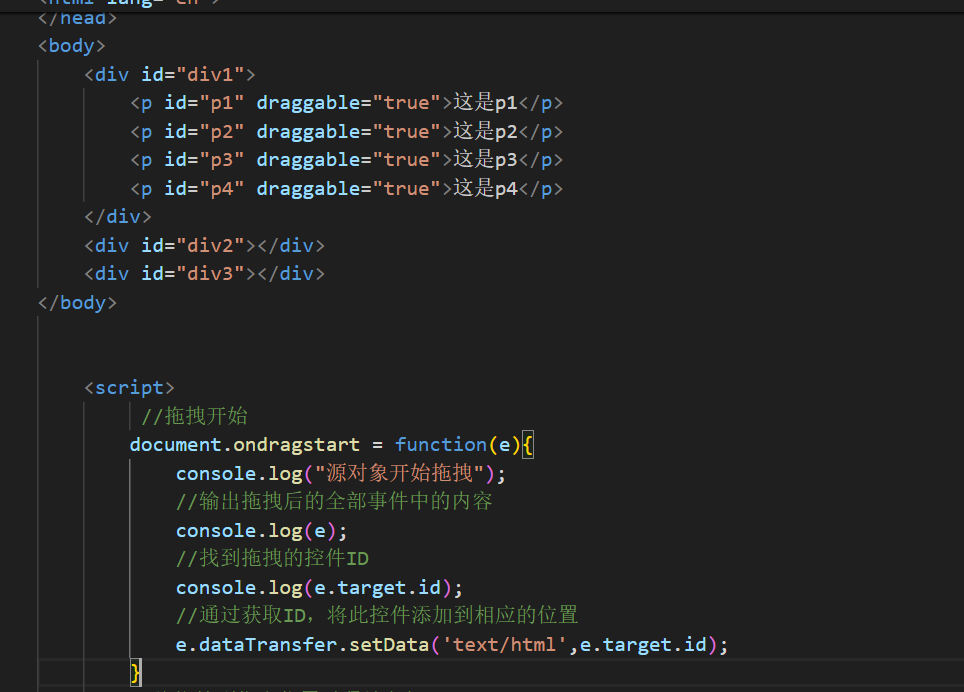 </head>
<body>
<div id="div1">
<p id="p1" draggable="true">这是p1</p>
<p id="p2" draggable="true">这是p2</p>
<p id="p3" draggable="true">这是p3</p>
<p id="p4" draggable="true">这是p4</p>
</div>
<div id="div2"></div>
<div id="div3"></div>
</body>
<script>
//拖拽开始
document.ondragstart = function(e){
console.log("源对象开始拖拽");
//输出拖拽后的全部事件中的内容
console.log(e);
//找到拖拽的控件ID
console.log(e.target.id);
//通过获取ID，将此控件添加到相应的位置
e.dataTransfer.setData('text/html',e.target.id);
}